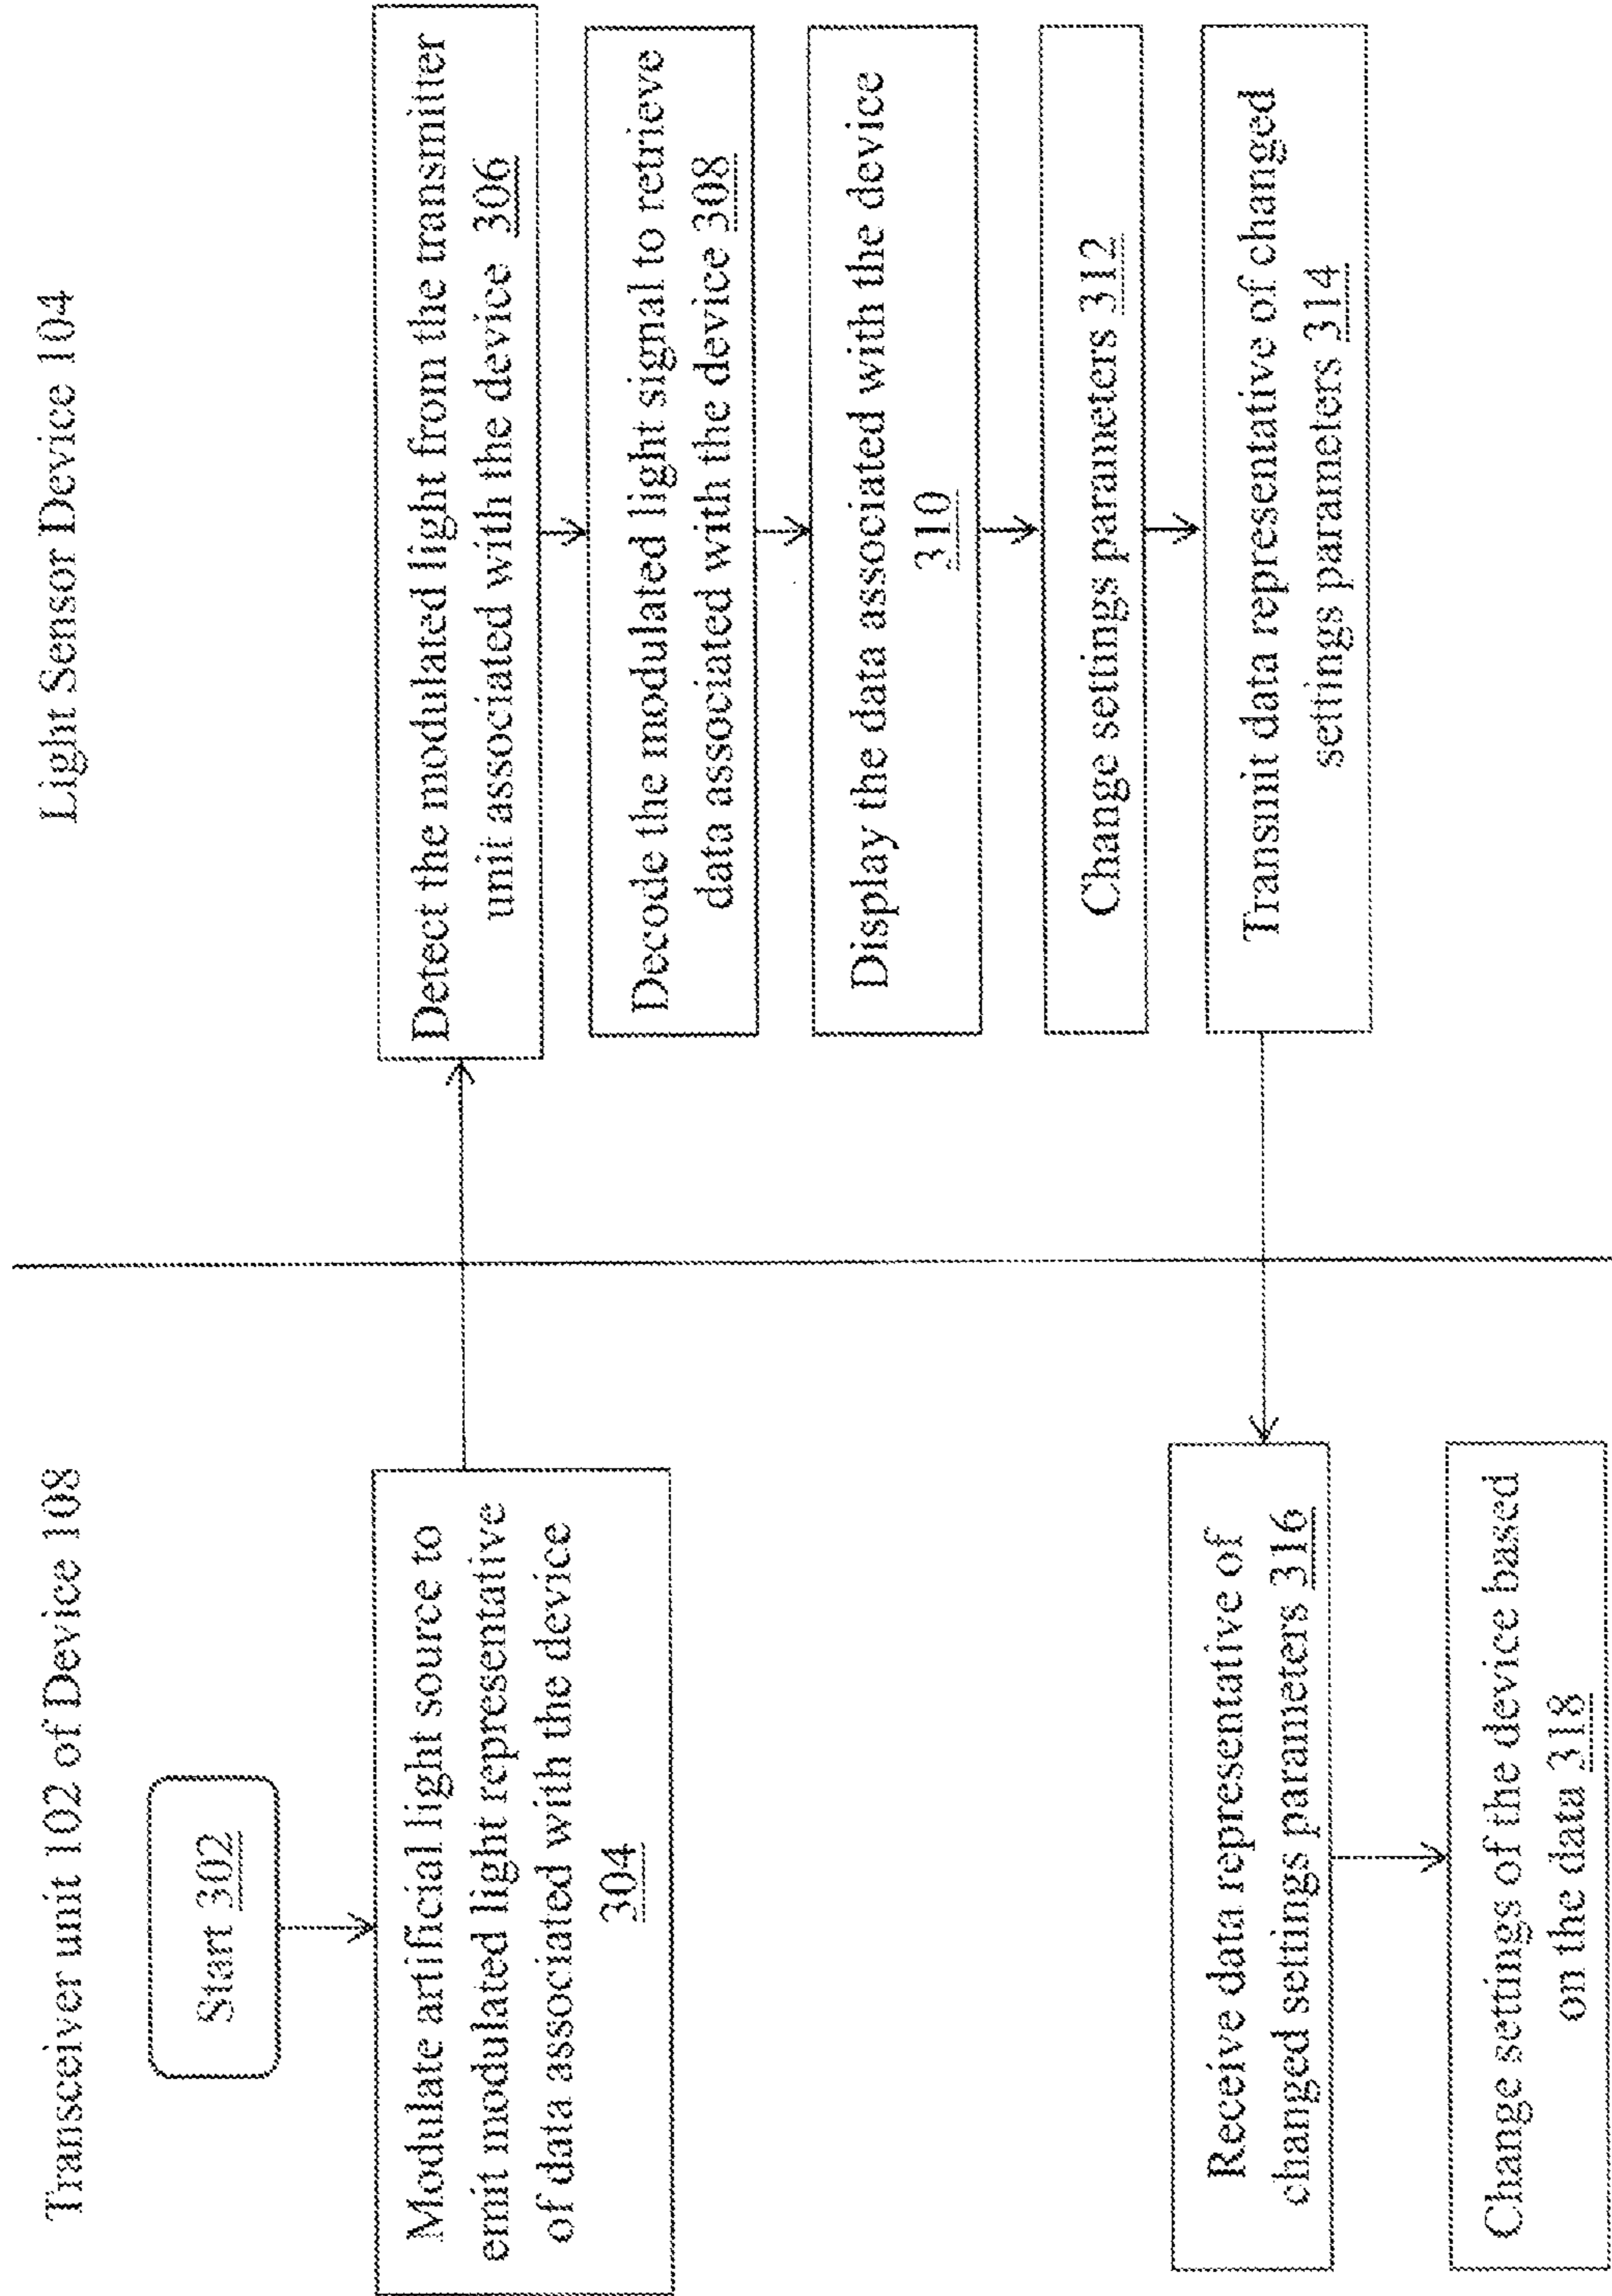 Transceiver unit 102 of Device 108
Start 302
Modulate artificial light source to
emit modulated light representative
of data associated with the device
304
Receive data representative of
changed settings parameters 316
Change settings of the device based
on the data 318
Light Sensor Device 104
Detect the modulated light from the transmitter
unit associated with the device 306
Decode the modulated light signal to retrieve
data associated with the device 308
Display the data associated with the device
310
Change settings parameters 312
Transmit data representative of changed
settings parameters 314